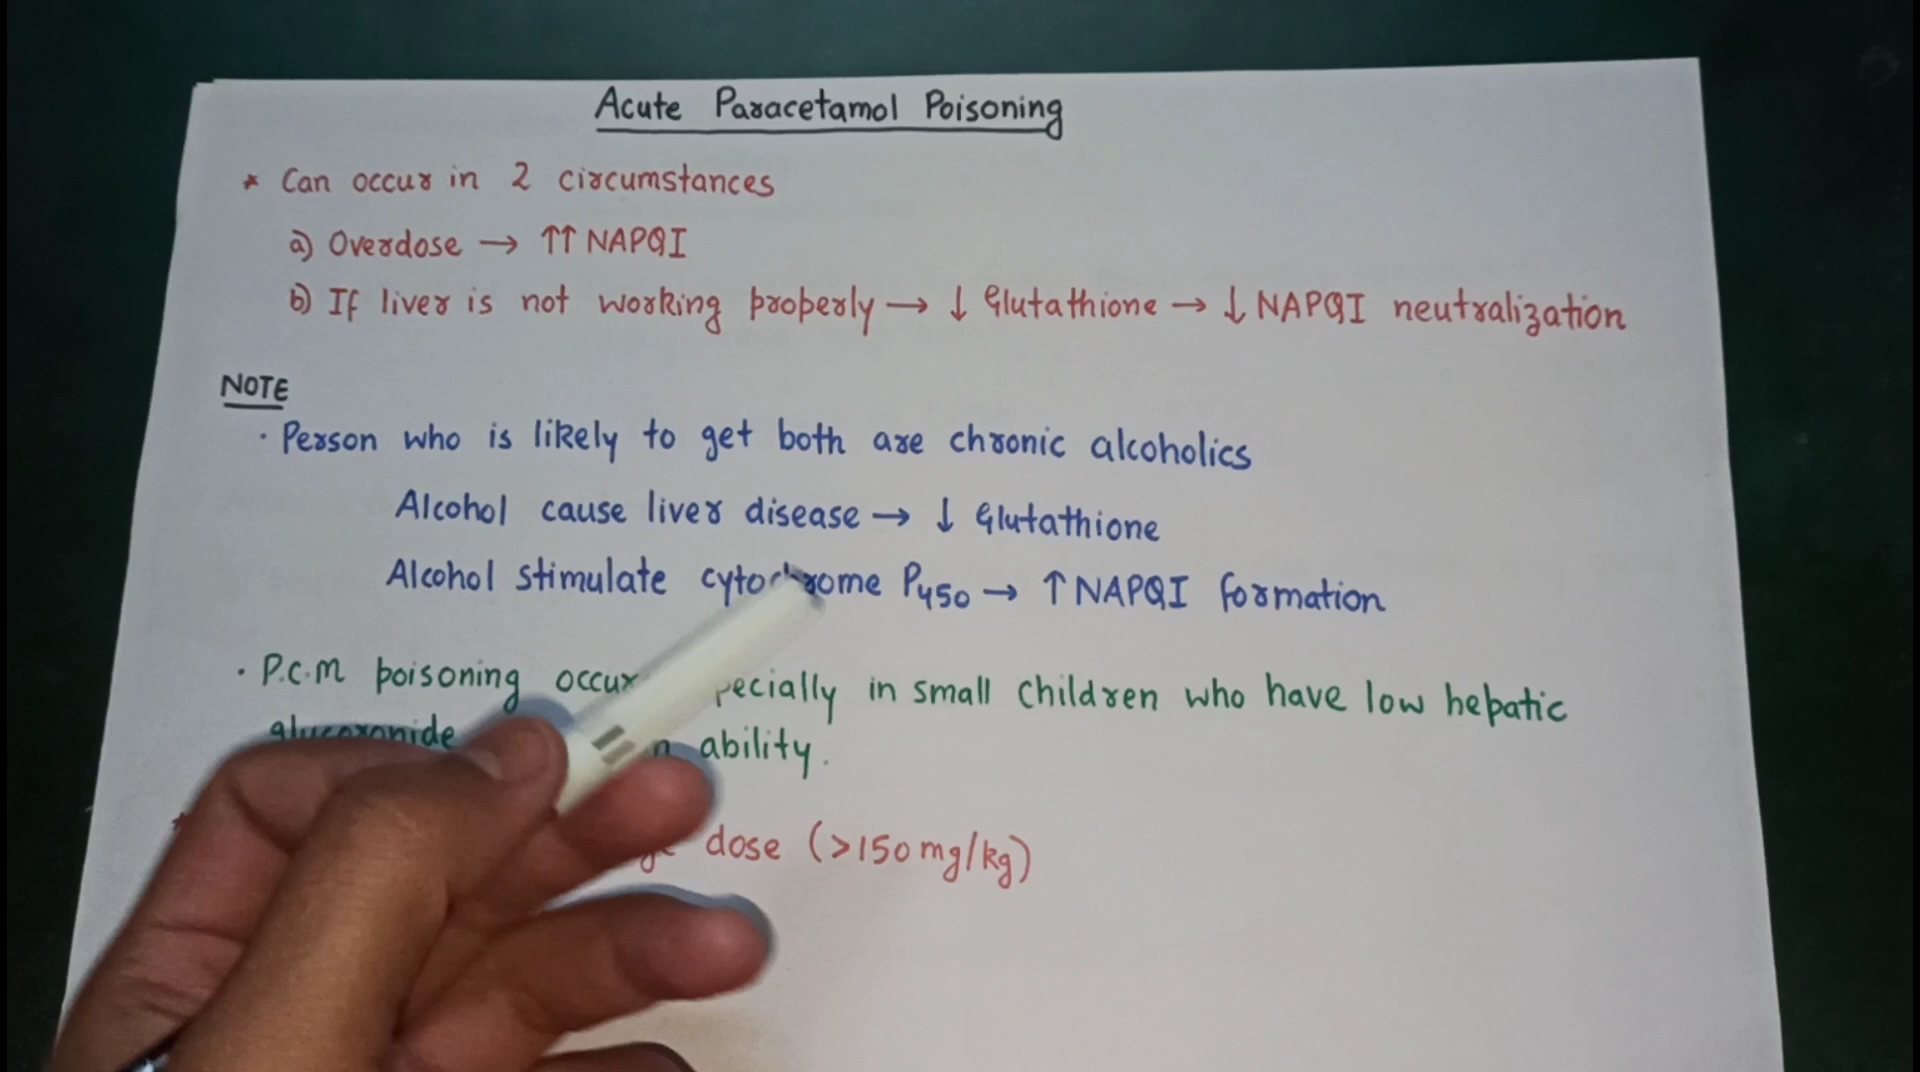 Acute Paracetamol Poisoning
* Can occur in 2 circumstances
a) Overdose → ↑↑ NAPQI
b) If liver is not working properly → ↓ Glutathione → ↓ NAPQI neutralization
NOTE
· Person who is likely to get both are chronic alcoholics
Alcohol cause liver disease → ↓ Glutathione
Alcohol stimulate cytochrome P450 → ↑ NAPQI formation
· P.C.M poisoning occur pecially in small children who have low hepatic
glucoronide ability.
dose (>150 mg/kg)